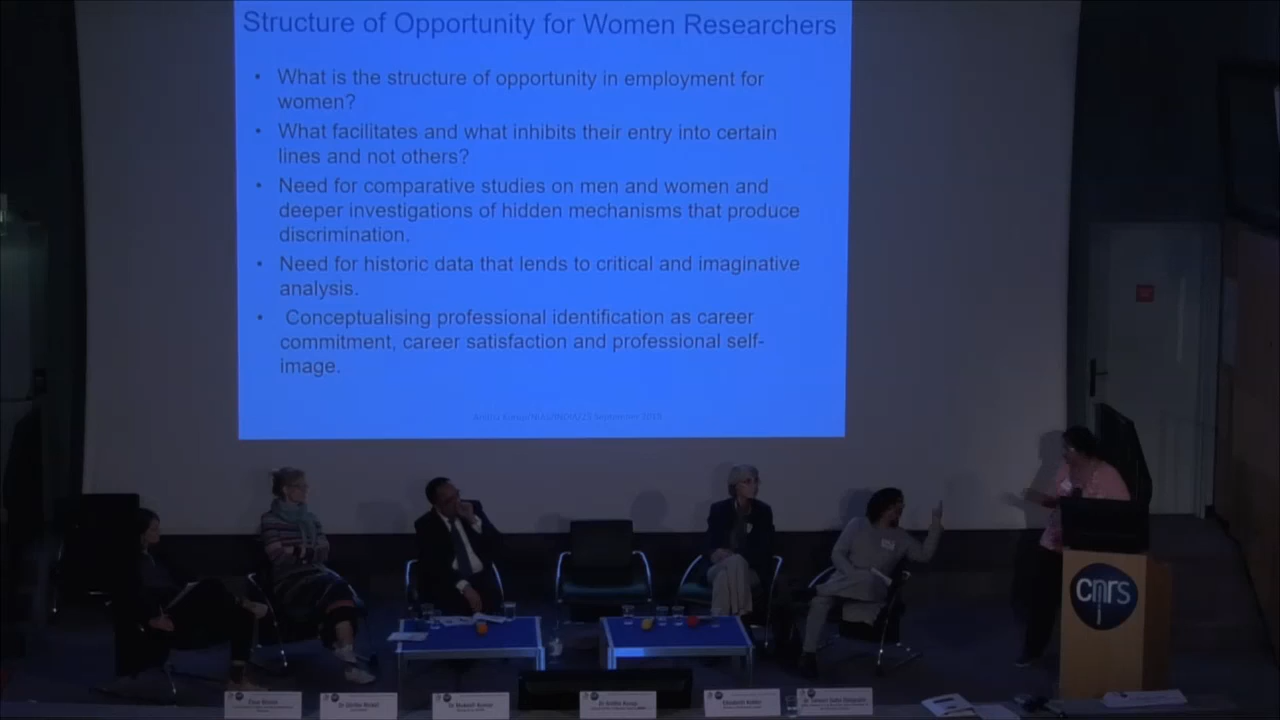 Structure of Opportunity for Women Researchers
• What is the structure of opportunity in employment for
women?
• What facilitates and what inhibits their entry into certain
lines and not others?
• Need for comparative studies on men and women and
deeper investigations of hidden mechanisms that produce
discrimination.
• Need for historic data that lends to critical and imaginative
analysis.
• Conceptualising professional identification as career
commitment, career satisfaction and professional self-
image.
cnrs